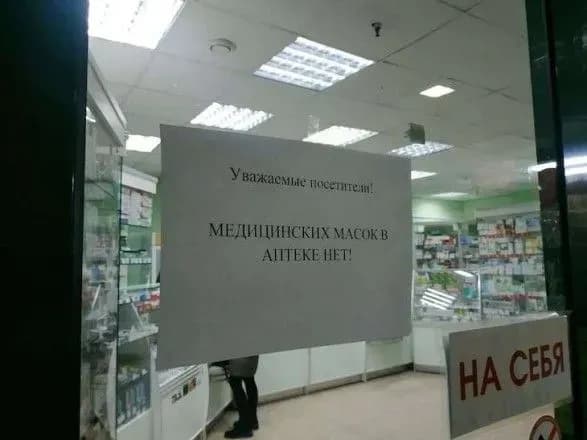 Уважаемые посетители!
МЕДИЦИНСКИХ МАСОК В
АПТЕКЕ НЕТ!
НА СЕБЯ